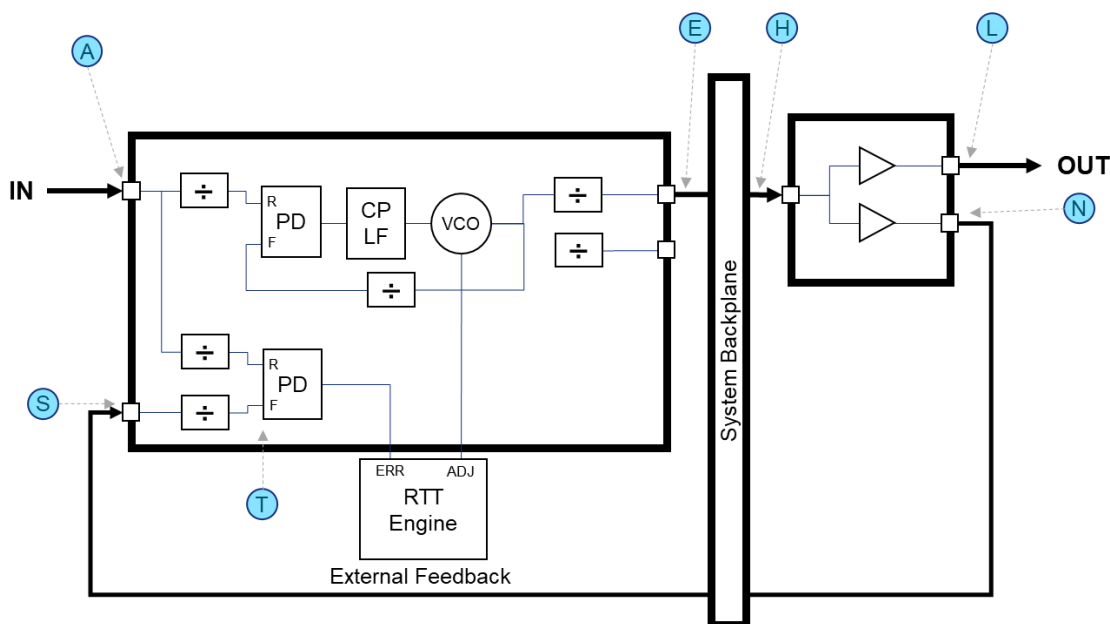 A
E
H
L
IN
OUT
÷
R
PD
F
CP
LF
VCO
÷
÷
÷
N
÷
R
PD
F
÷
S
T
ERR
ADJ
RTT
Engine
External Feedback
System Backplane